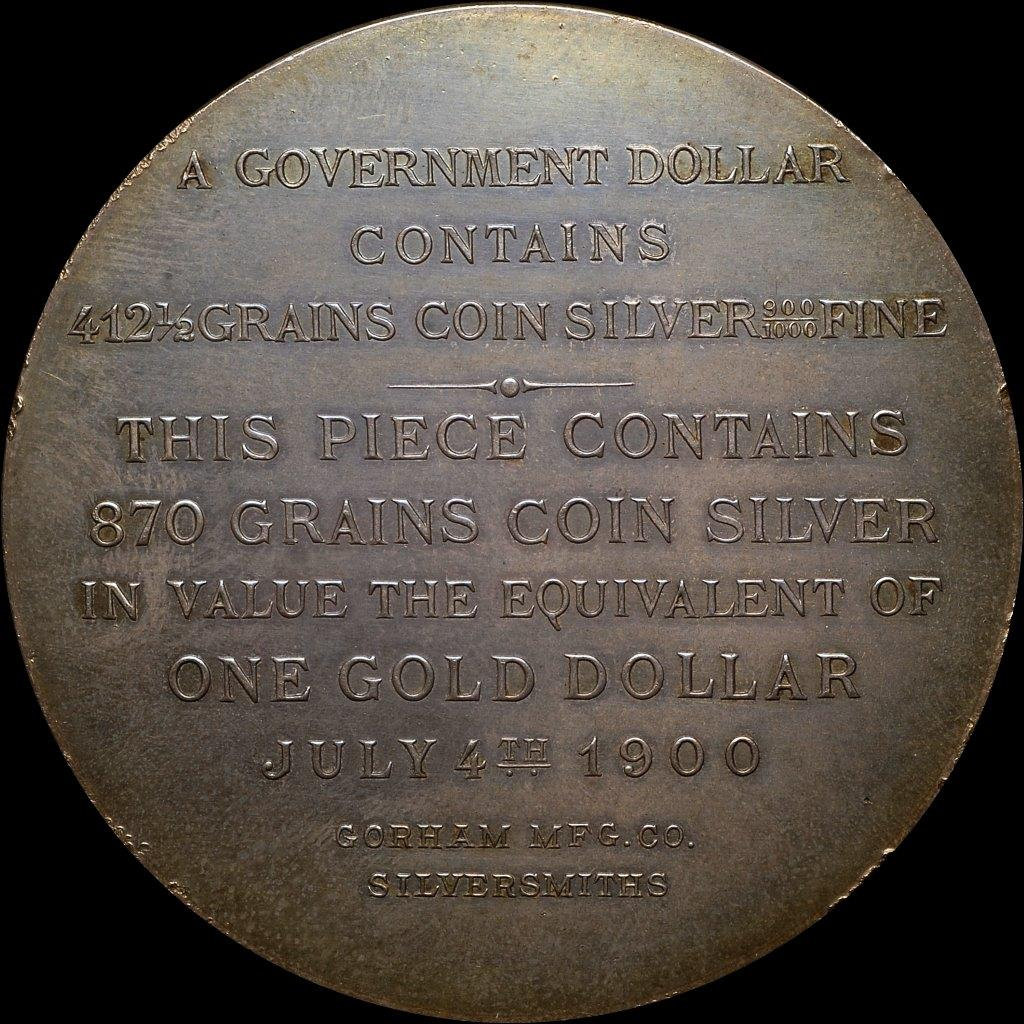 A GOVERNMENT DOLLAR
CONTAINS
412½ GRAINS COIN SILVER 900/1000 FINE
THIS PIECE CONTAINS
870 GRAINS COIN SILVER
IN VALUE THE EQUIVALENT OF
ONE GOLD DOLLAR
JULY 4TH 1900
GORHAM MFG. CO.
SILVERSMITHS